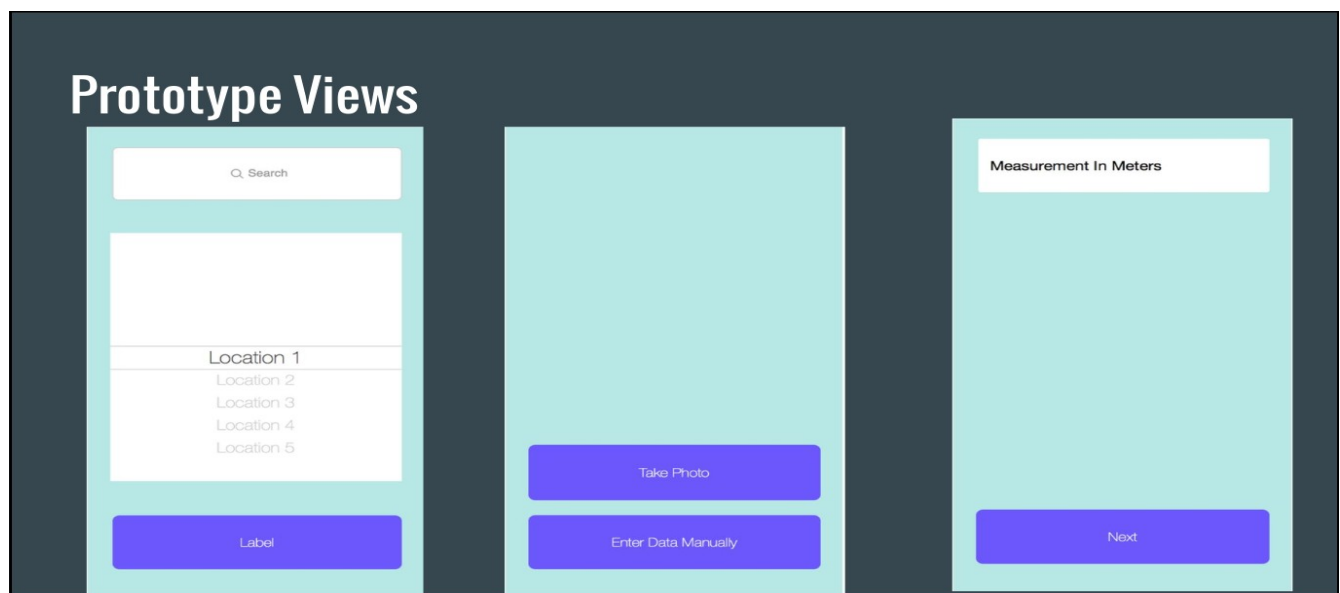 Prototype Views
Search
Location 1
Location 2
Location 3
Location 4
Location 5
Label
Take Photo
Enter Data Manually
Measurement In Meters
Next